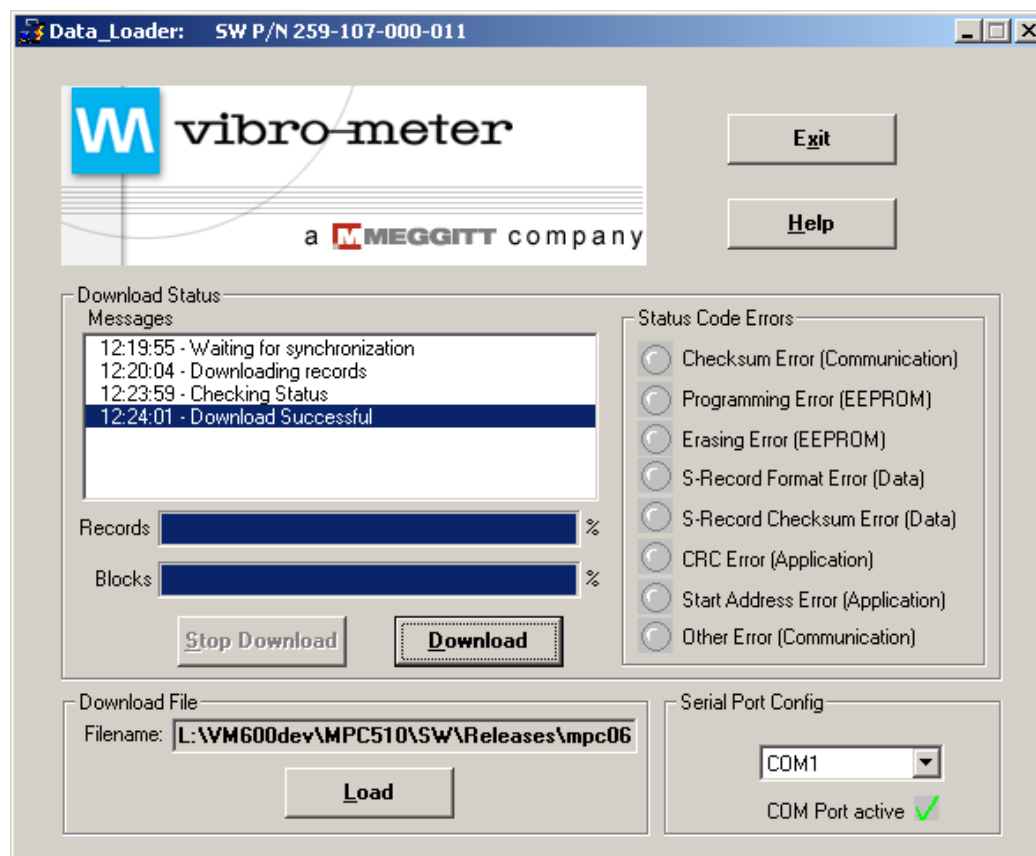 Data_Loader: SW P/N 259-107-000-011
vibro-meter
a MEGGITT company
Exit
Help
Download Status
Messages
12:19:55 - Waiting for synchronization
12:20:04 - Downloading records
12:23:59 - Checking Status
12:24:01 - Download Successful
Records %
Blocks %
Stop Download
Download
Status Code Errors
Checksum Error (Communication)
Programming Error (EEPROM)
Erasing Error (EEPROM)
S-Record Format Error (Data)
S-Record Checksum Error (Data)
CRC Error (Application)
Start Address Error (Application)
Other Error (Communication)
Download File
Filename: L:\VM600dev\MPC510\SW\Releases\mpc06
Load
Serial Port Config
COM1
COM Port active